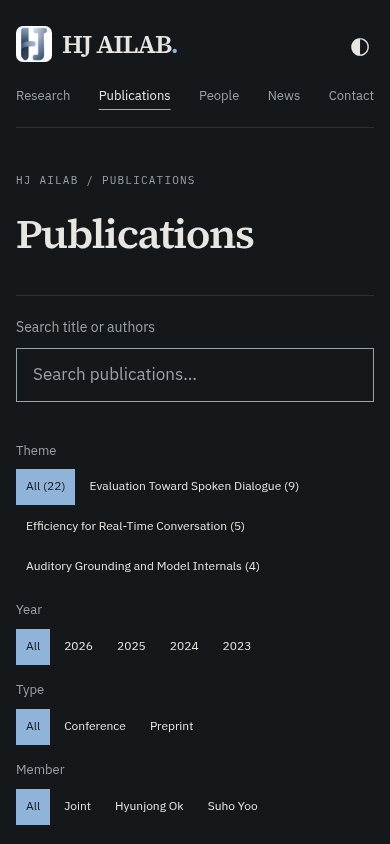 HJ AILAB.
Research Publications People News Contact
HJ AILAB / PUBLICATIONS
Publications
Search title or authors
Search publications...
Theme
All (22) Evaluation Toward Spoken Dialogue (9)
Efficiency for Real-Time Conversation (5)
Auditory Grounding and Model Internals (4)
Year
All 2026 2025 2024 2023
Type
All Conference Preprint
Member
All Joint Hyunjong Ok Suho Yoo